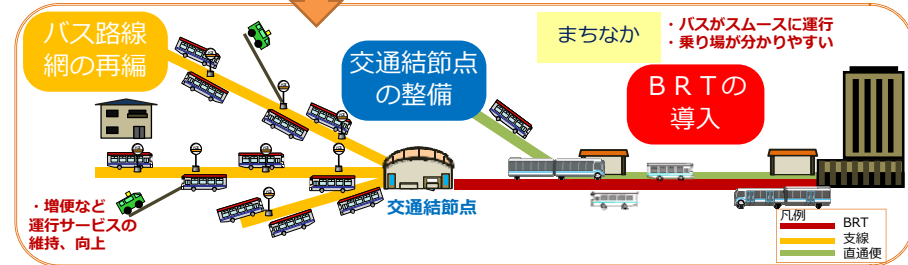 バス路線
網の再編
交通結節点
の整備
まちなか
・バスがスムースに運行
・乗り場が分かりやすい
ＢＲＴの
導入
・増便など
運行サービスの
維持、向上
交通結節点
凡例
BRT
支線
直通便